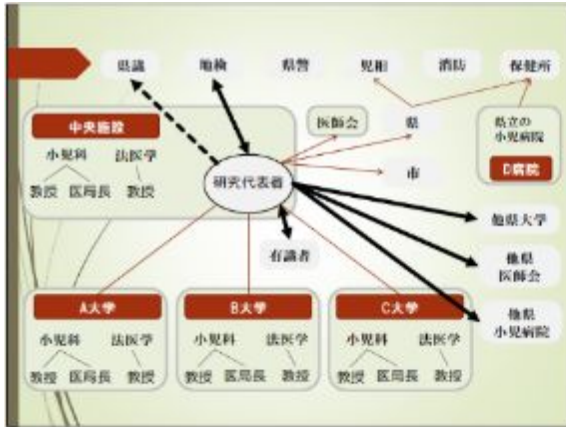 県議 地検 県警 児相 消防 保健所
中央施設
小児科 法医学
教授 医局長 教授
医師会 県
県立の
小児病院
D病院
研究代表者
市
有識者
他県大学
他県
医師会
他県
小児病院
A大学 B大学 C大学
小児科 法医学 小児科 法医学 小児科 法医学
教授 医局長 教授 教授 医局長 教授 教授 医局長 教授